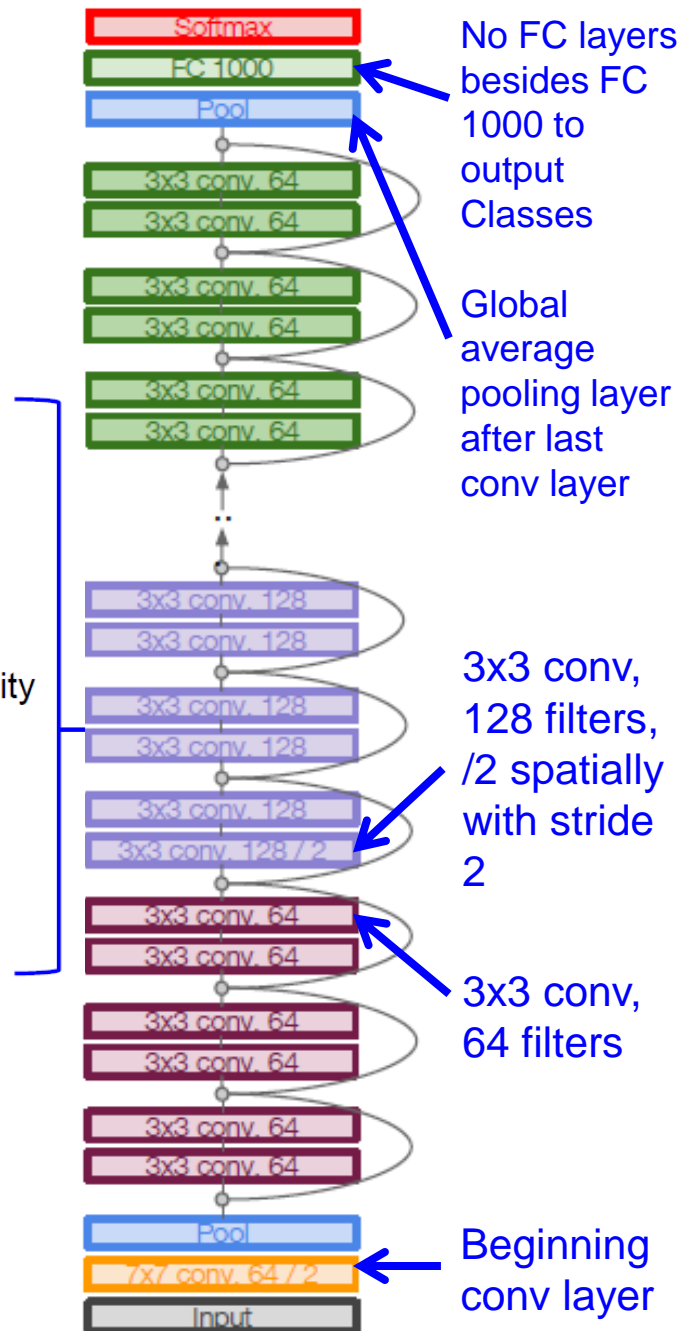 Softmax
FC 1000
Pool
3x3 conv, 64
3x3 conv, 64
3x3 conv, 64
3x3 conv, 64
3x3 conv, 64
3x3 conv, 64
..
3x3 conv, 128
3x3 conv, 128
3x3 conv, 128
3x3 conv, 128
3x3 conv, 128
3x3 conv, 128 / 2
3x3 conv, 64
3x3 conv, 64
3x3 conv, 64
3x3 conv, 64
3x3 conv, 64
3x3 conv, 64
Pool
7x7 conv, 64 / 2
Input
ity
No FC layers
besides FC
1000 to
output
Classes
Global
average
pooling layer
after last
conv layer
3x3 conv,
128 filters,
/2 spatially
with stride
2
3x3 conv,
64 filters
Beginning
conv layer